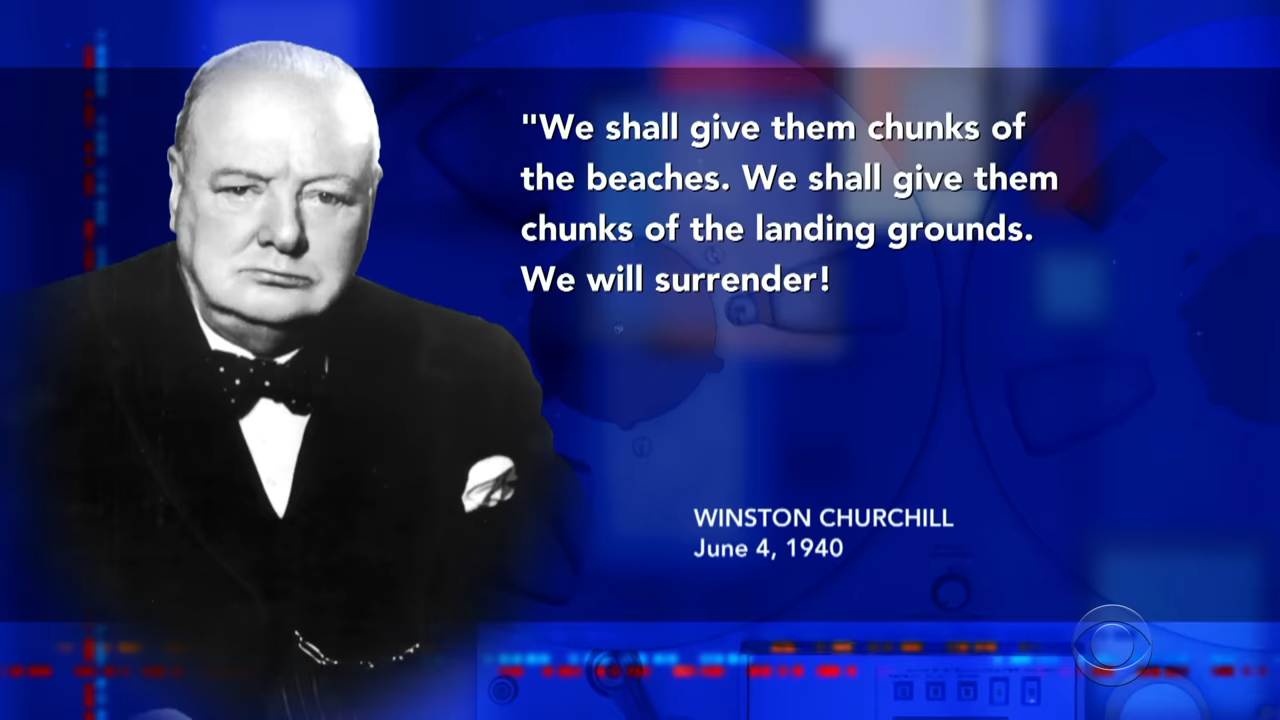 "We shall give them chunks of
the beaches. We shall give them
chunks of the landing grounds.
We will surrender!
WINSTON CHURCHILL
June 4, 1940